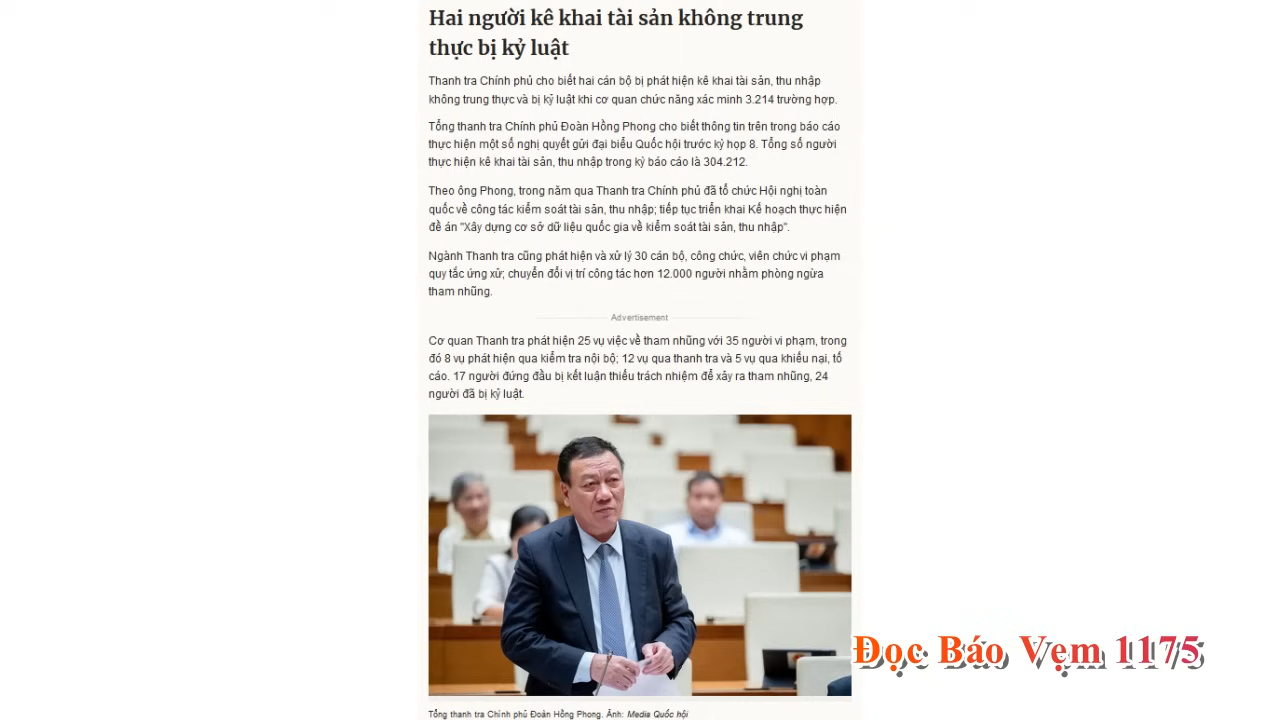 Hai người kê khai tài sản không trung
thực bị kỷ luật
Thanh tra Chính phủ cho biết hai cán bộ bị phát hiện kê khai tài sản, thu nhập
không trung thực và bị kỷ luật khi cơ quan chức năng xác minh 3.214 trường hợp.
Tổng thanh tra Chính phủ Đoàn Hồng Phong cho biết thông tin trên trong báo cáo
thực hiện một số nghị quyết gửi đại biểu Quốc hội trước kỳ họp 8. Tổng số người
thực hiện kê khai tài sản, thu nhập trong kỳ báo cáo là 304.212.
Theo ông Phong, trong năm qua Thanh tra Chính phủ đã tổ chức Hội nghị toàn
quốc về công tác kiểm soát tài sản, thu nhập; tiếp tục triển khai Kế hoạch thực hiện
đề án "Xây dựng cơ sở dữ liệu quốc gia về kiểm soát tài sản, thu nhập".
Ngành Thanh tra cũng phát hiện và xử lý 30 cán bộ, công chức, viên chức vi phạm
quy tắc ứng xử; chuyển đổi vị trí công tác hơn 12.000 người nhằm phòng ngừa
tham nhũng.
Advertisement
Cơ quan Thanh tra phát hiện 25 vụ việc về tham nhũng với 35 người vi phạm, trong
đó 8 vụ phát hiện qua kiểm tra nội bộ; 12 vụ qua thanh tra và 5 vụ qua khiếu nại, tố
cáo. 17 người đứng đầu bị kết luận thiếu trách nhiệm để xảy ra tham nhũng, 24
người đã bị kỷ luật.
Đọc Báo Vẹm 1175
Tổng thanh tra Chính phủ Đoàn Hồng Phong. Ảnh: Media Quốc hội